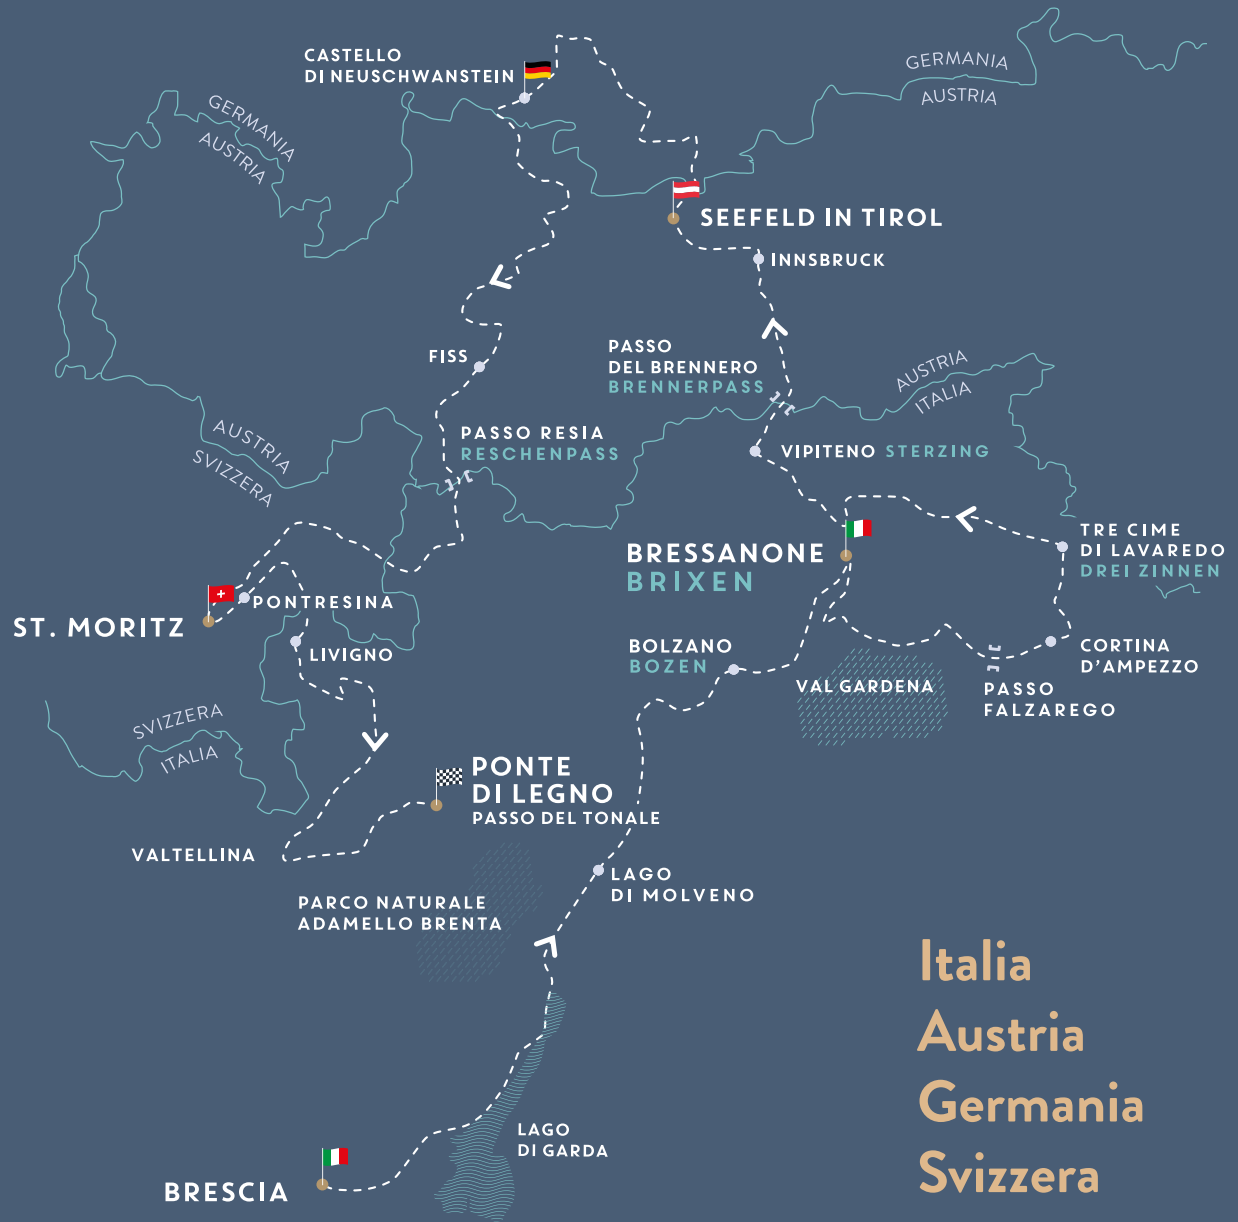 CASTELLO
DI NEUSCHWANSTEIN
GERMANIA
AUSTRIA
GERMANIA
AUSTRIA
SEEFELD IN TIROL
INNSBRUCK
FISS
PASSO
DEL BRENNERO
BRENNERPASS
AUSTRIA
ITALIA
AUSTRIA
SVIZZERA
PASSO RESIA
RESCHENPASS
VIPITENO STERZING
BRESSANONE
BRIXEN
TRE CIME
DI LAVAREDO
DREI ZINNEN
ST. MORITZ
PONTRESINA
LIVIGNO
BOLZANO
BOZEN
VAL GARDENA
CORTINA
D'AMPEZZO
PASSO
FALZAREGO
SVIZZERA
ITALIA
PONTE
DI LEGNO
PASSO DEL TONALE
VALTELLINA
LAGO
DI MOLVENO
PARCO NATURALE
ADAMELLO BRENTA
LAGO
DI GARDA
BRESCIA
Italia
Austria
Germania
Svizzera